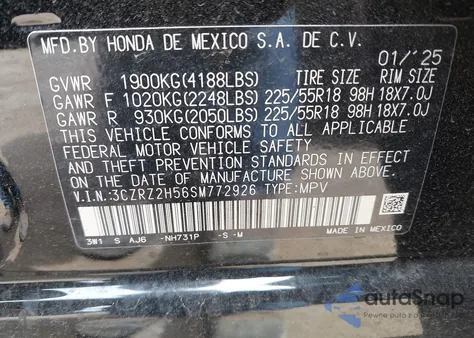 MFD.BY HONDA DE MEXICO S.A. DE C.V.
01/'25
GVWR 1900KG(4188LBS) TIRE SIZE RIM SIZE
GAWR F 1020KG(2248LBS) 225/55R18 98H 18X7.0J
GAWR R 930KG(2050LBS) 225/55R18 98H 18X7.0J
THIS VEHICLE CONFORMS TO ALL APPLICABLE
FEDERAL MOTOR VEHICLE SAFETY
AND THEFT PREVENTION STANDARDS IN
EFFECT ON THE DATE OF MANUFACTURE
SHOWN ABOVE.
V.I.N.:3CZRZ2H56SM772926 TYPE:MPV
3W1 S AJ6 -NH731P -S-M
MADE IN MEXICO
autaSnap
Pewne auto z